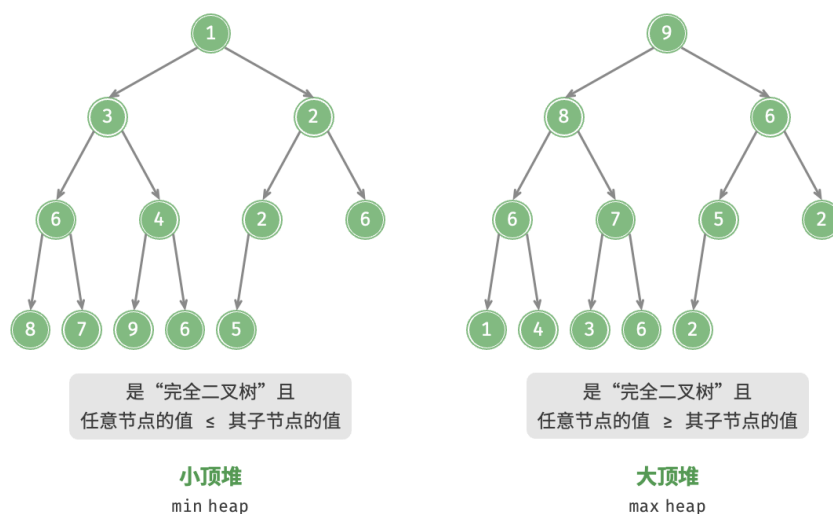 1
3 2
6 4 2 6
8 7 9 6 5
是“完全二叉树”且
任意节点的值 ≤ 其子节点的值
小顶堆
min heap
9
8 6
6 7 5 2
1 4 3 6 2
是“完全二叉树”且
任意节点的值 ≥ 其子节点的值
大顶堆
max heap